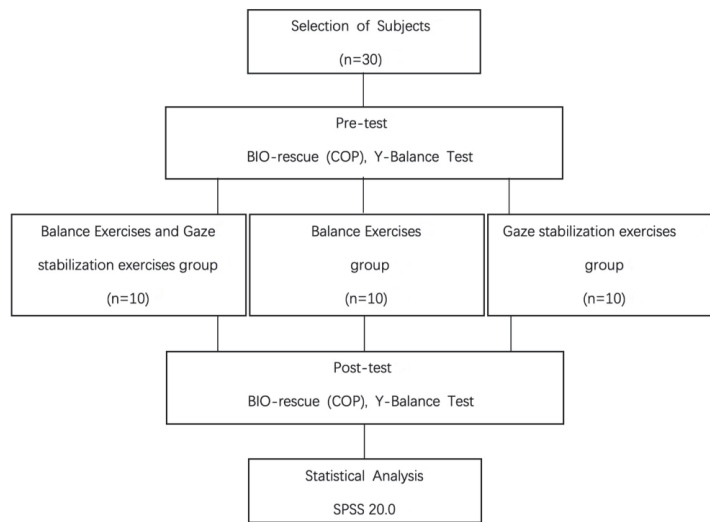 Selection of Subjects
(n=30)
Pre-test
BIO-rescue (COP), Y-Balance Test
Balance Exercises and Gaze
stabilization exercises group
(n=10)
Balance Exercises
group
(n=10)
Gaze stabilization exercises
group
(n=10)
Post-test
BIO-rescue (COP), Y-Balance Test
Statistical Analysis
SPSS 20.0